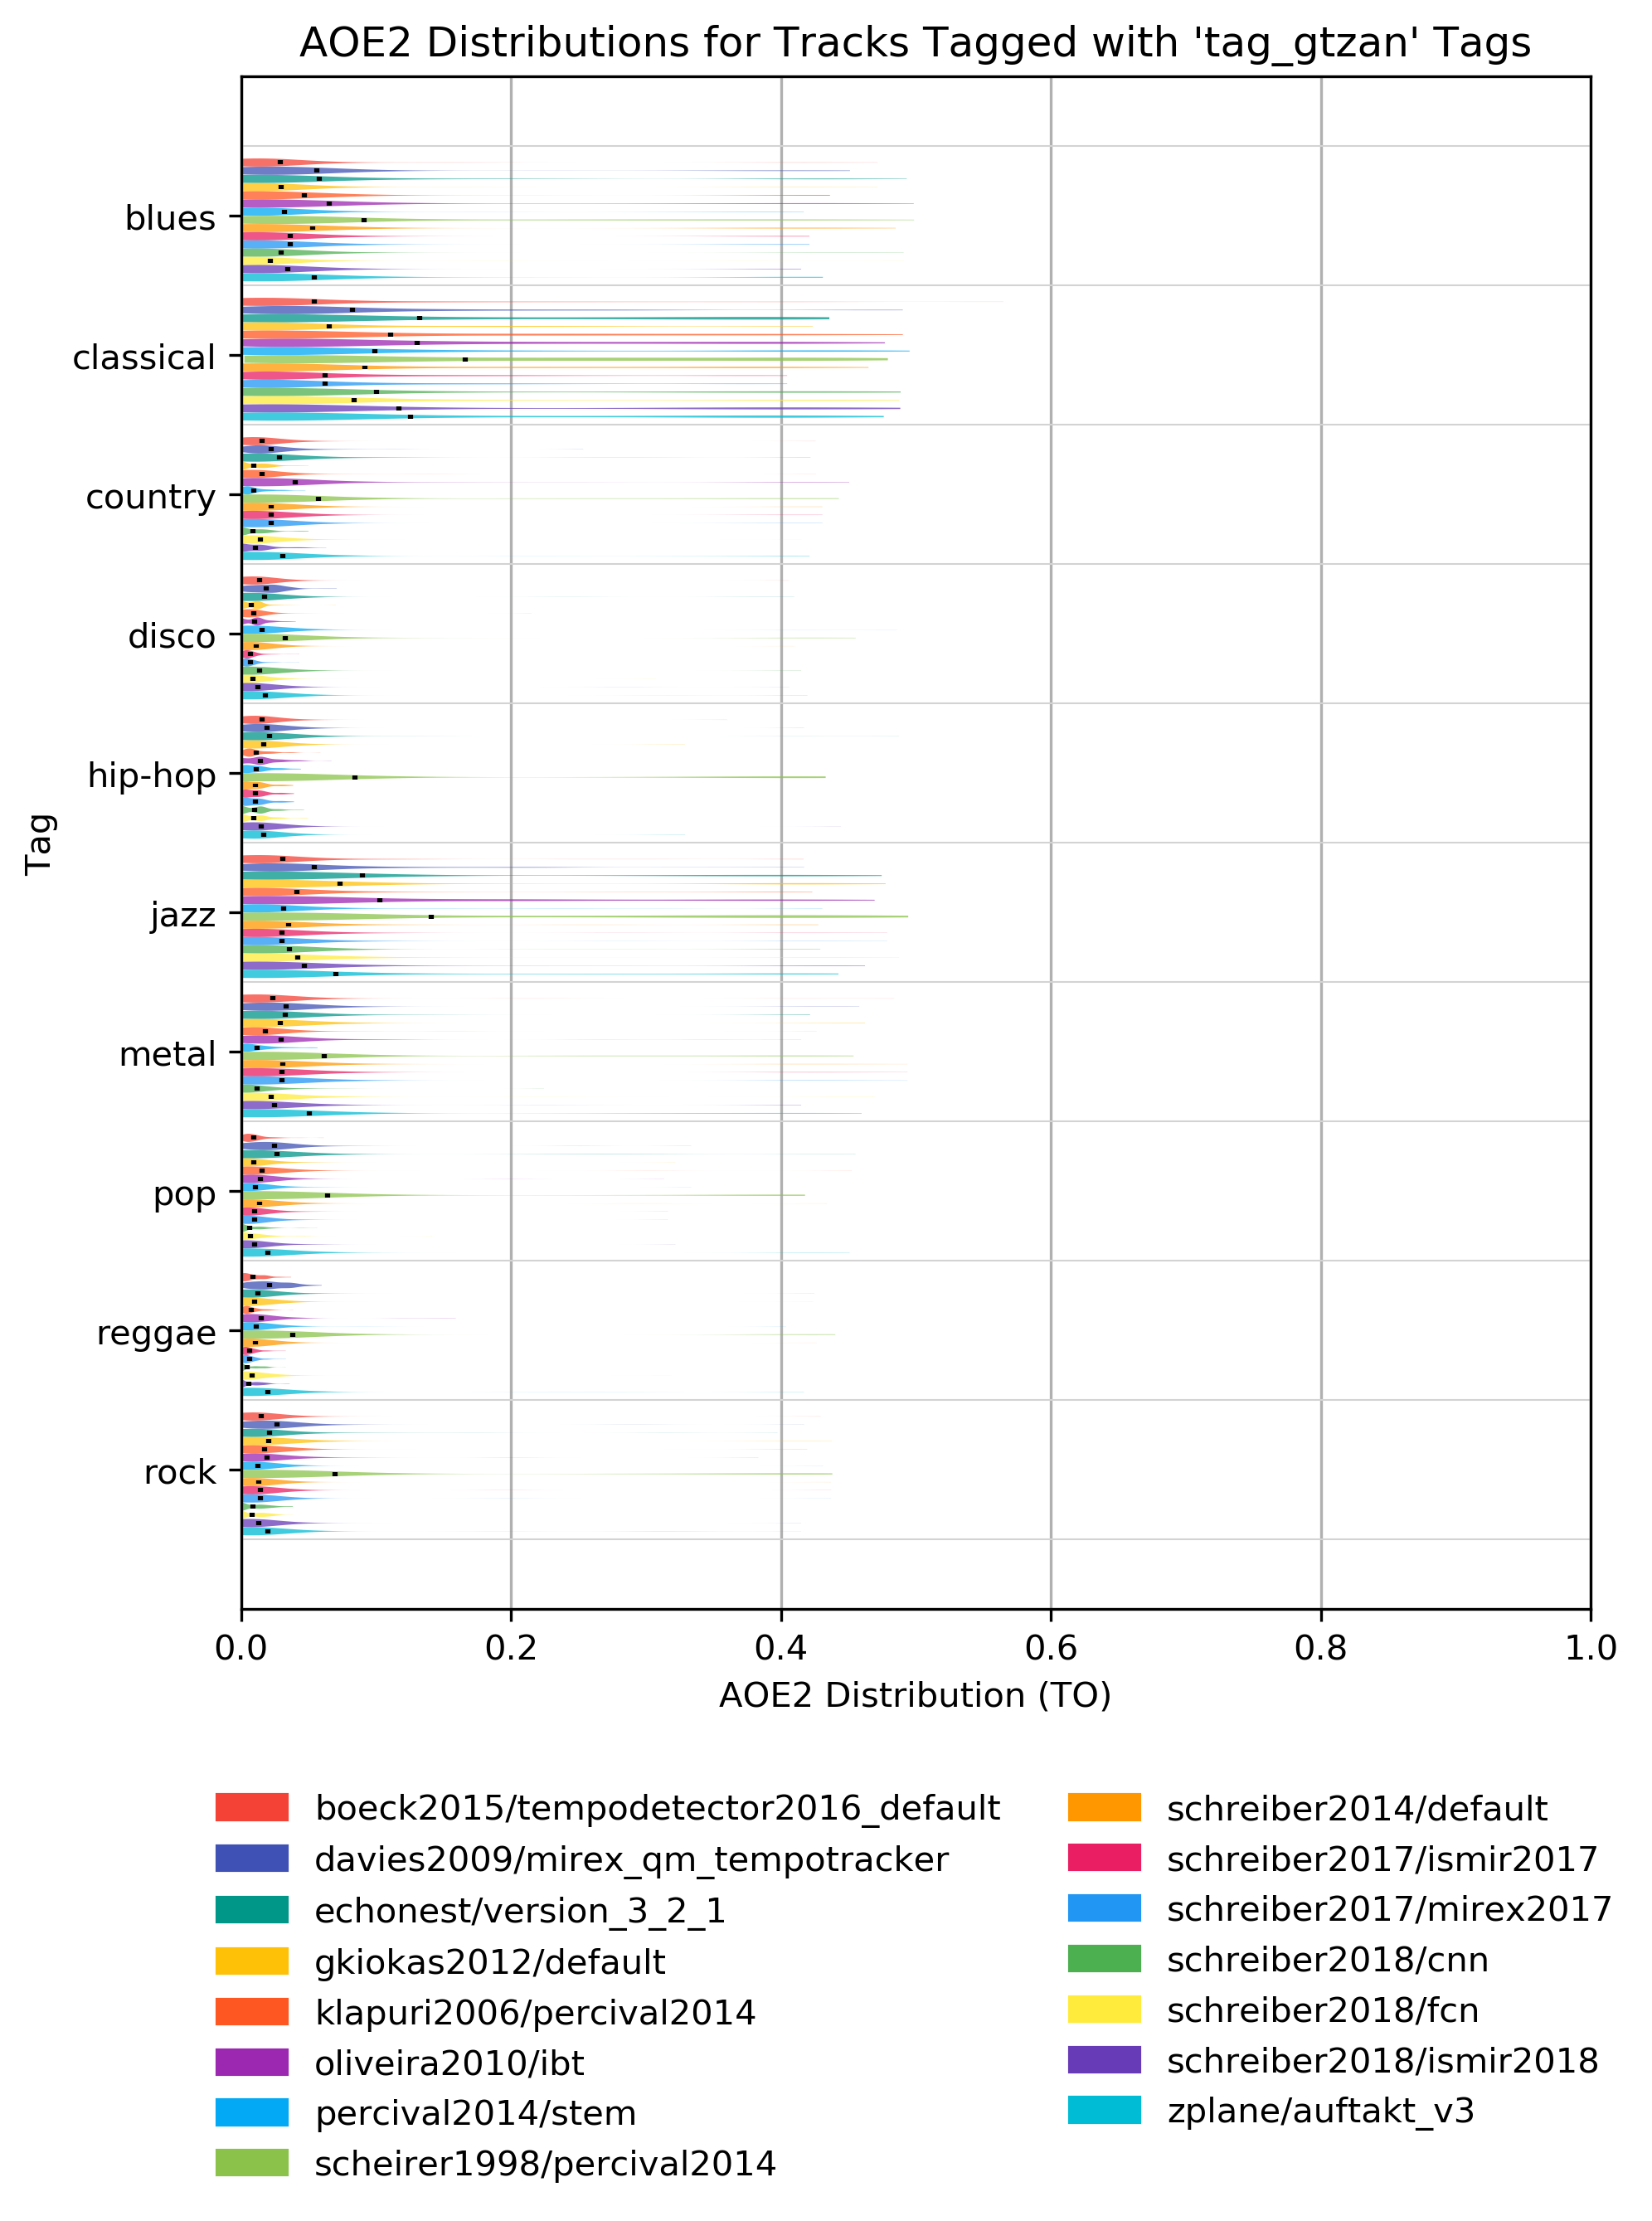 AOE2 Distributions for Tracks Tagged with 'tag_gtzan' Tags
Tag
blues
classical
country
disco
hip-hop
jazz
metal
pop
reggae
rock
0.0 0.2 0.4 0.6 0.8 1.0
AOE2 Distribution (TO)
boeck2015/tempodetector2016_default
davies2009/mirex_qm_tempotracker
echonest/version_3_2_1
gkiokas2012/default
klapuri2006/percival2014
oliveira2010/ibt
percival2014/stem
scheirer1998/percival2014
schreiber2014/default
schreiber2017/ismir2017
schreiber2017/mirex2017
schreiber2018/cnn
schreiber2018/fcn
schreiber2018/ismir2018
zplane/auftakt_v3